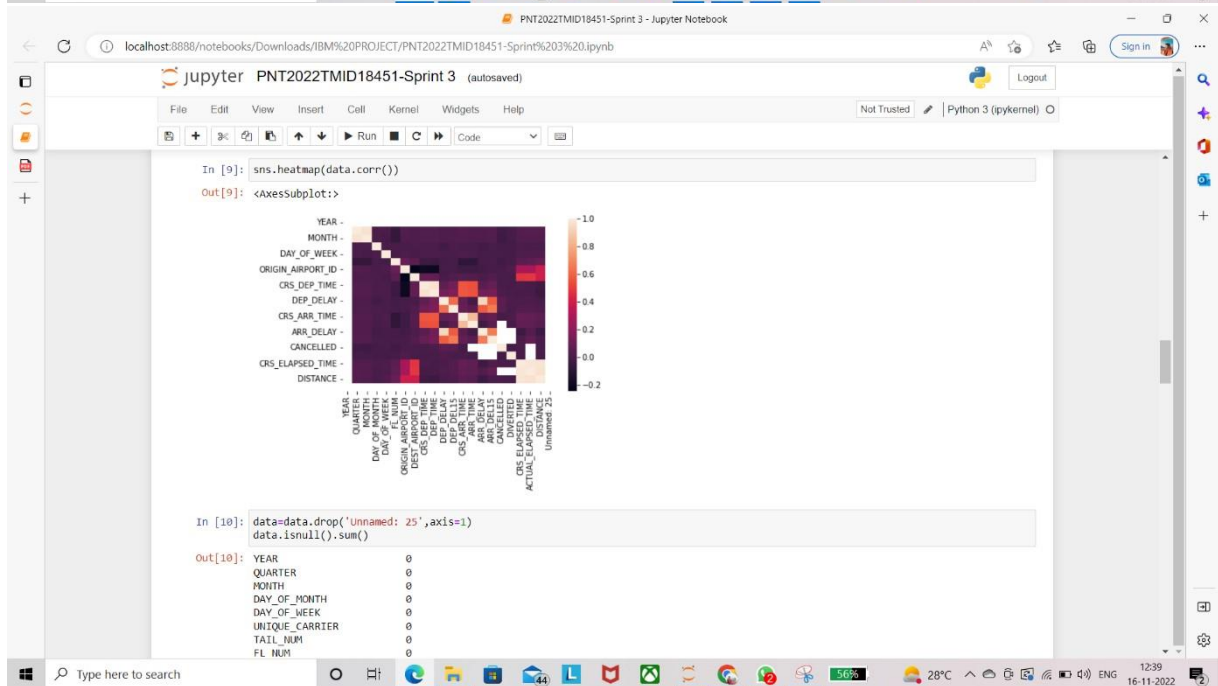 PNT2022TMID18451-Sprint 3 - Jupyter Notebook
localhost:8888/notebooks/Downloads/IBM%20PROJECT/PNT2022TMID18451-Sprint%203%20.ipynb
Sign in
jupyter PNT2022TMID18451-Sprint 3 (autosaved)
Logout
File Edit View Insert Cell Kernel Widgets Help
Not Trusted Python 3 (ipykernel)
Run Code
In [9]: sns.heatmap(data.corr())
Out[9]: <AxesSubplot:>
YEAR
MONTH
DAY_OF_WEEK
ORIGIN_AIRPORT_ID
CRS_DEP_TIME
DEP_DELAY
CRS_ARR_TIME
ARR_DELAY
CANCELLED
CRS_ELAPSED_TIME
DISTANCE
1.0
0.8
0.6
0.4
0.2
0.0
-0.2
YEAR
QUARTER
MONTH
DAY_OF_MONTH
DAY_OF_WEEK
FL_NUM
ORIGIN_AIRPORT_ID
DEST_AIRPORT_ID
CRS_DEP_TIME
DEP_TIME
DEP_DELAY
DEP_DEL15
CRS_ARR_TIME
ARR_TIME
ARR_DELAY
ARR_DEL15
CANCELLED
DIVERTED
CRS_ELAPSED_TIME
ACTUAL_ELAPSED_TIME
DISTANCE
Unnamed: 25
In [10]: data=data.drop('Unnamed: 25',axis=1)
data.isnull().sum()
Out[10]: YEAR 0
QUARTER 0
MONTH 0
DAY_OF_MONTH 0
DAY_OF_WEEK 0
UNIQUE_CARRIER 0
TAIL_NUM 0
FL_NUM 0
Type here to search
44
2
56%
28°C
ENG
12:39
16-11-2022
2